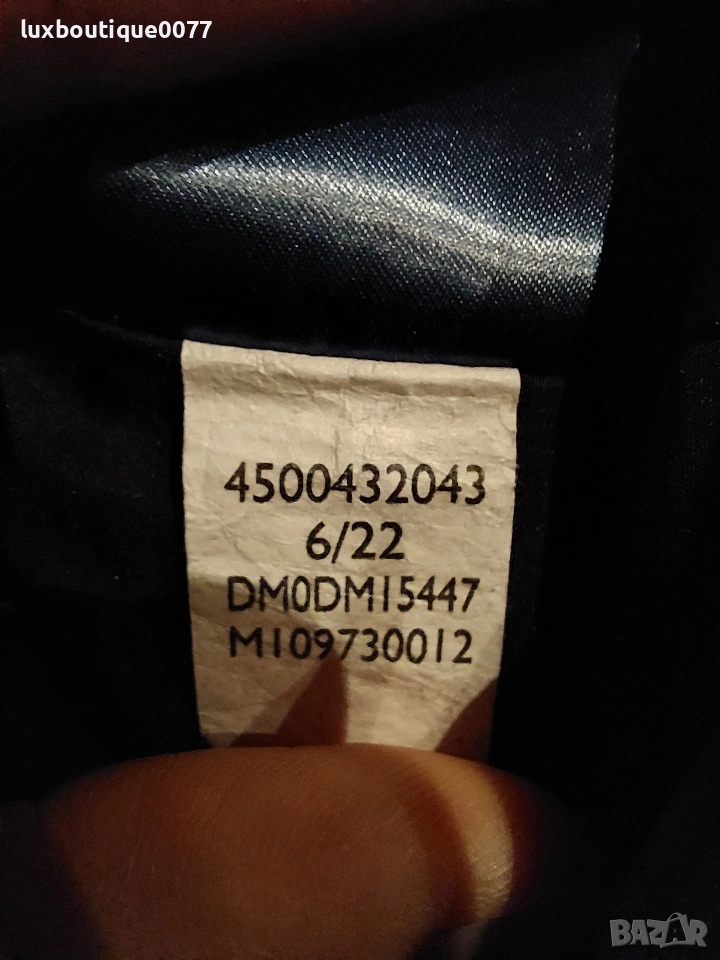 luxboutique0077
4500432043
6/22
DM0DM15447
M109730012
BAZAR